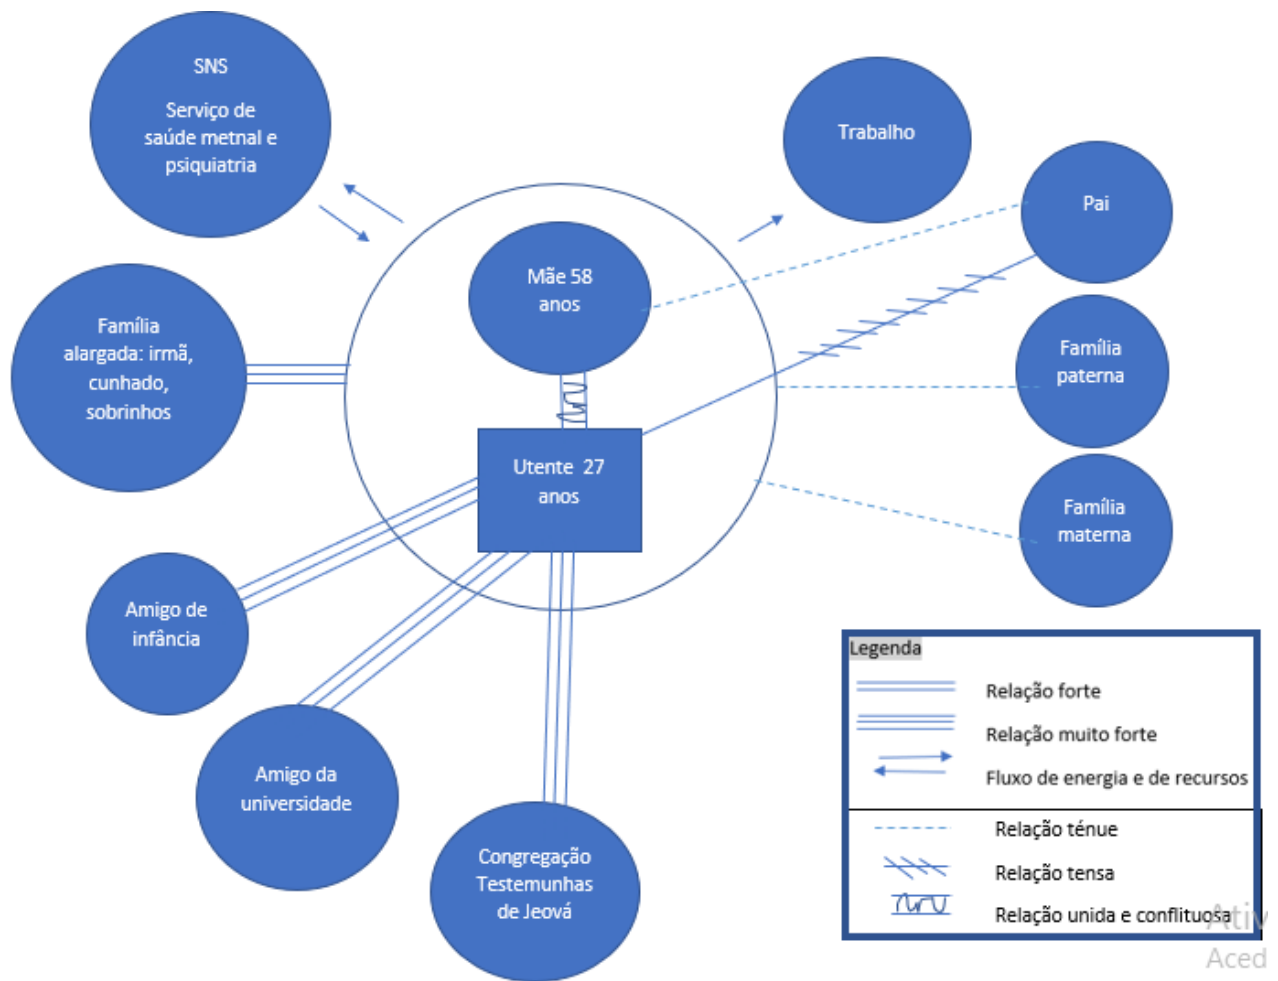 SNS
Serviço de
saúde metnal e
psiquiatria
Trabalho
Pai
Mãe 58
anos
Família
alargada: irmã,
cunhado,
sobrinhos
Família
paterna
Utente 27
anos
Família
materna
Amigo de
infância
Amigo da
universidade
Congregação
Testemunhas
de Jeová
Legenda
Relação forte
Relação muito forte
Fluxo de energia e de recursos
Relação ténue
Relação tensa
Relação unida e conflituosa
Ativ
Aced